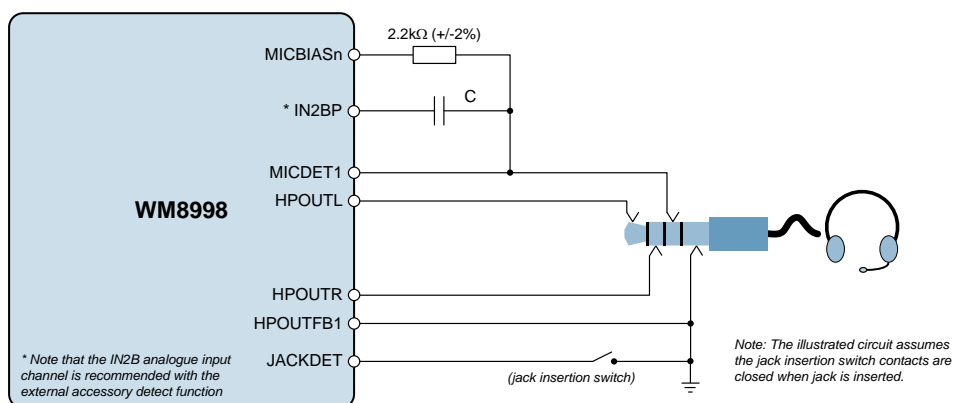 2.2kΩ (+/-2%)
MICBIASn
* IN2BP
C
MICDET1
HPOUTL
WM8998
HPOUTR
HPOUTFB1
JACKDET
* Note that the IN2B analogue input
channel is recommended with the
external accessory detect function
(jack insertion switch)
Note: The illustrated circuit assumes
the jack insertion switch contacts are
closed when jack is inserted.